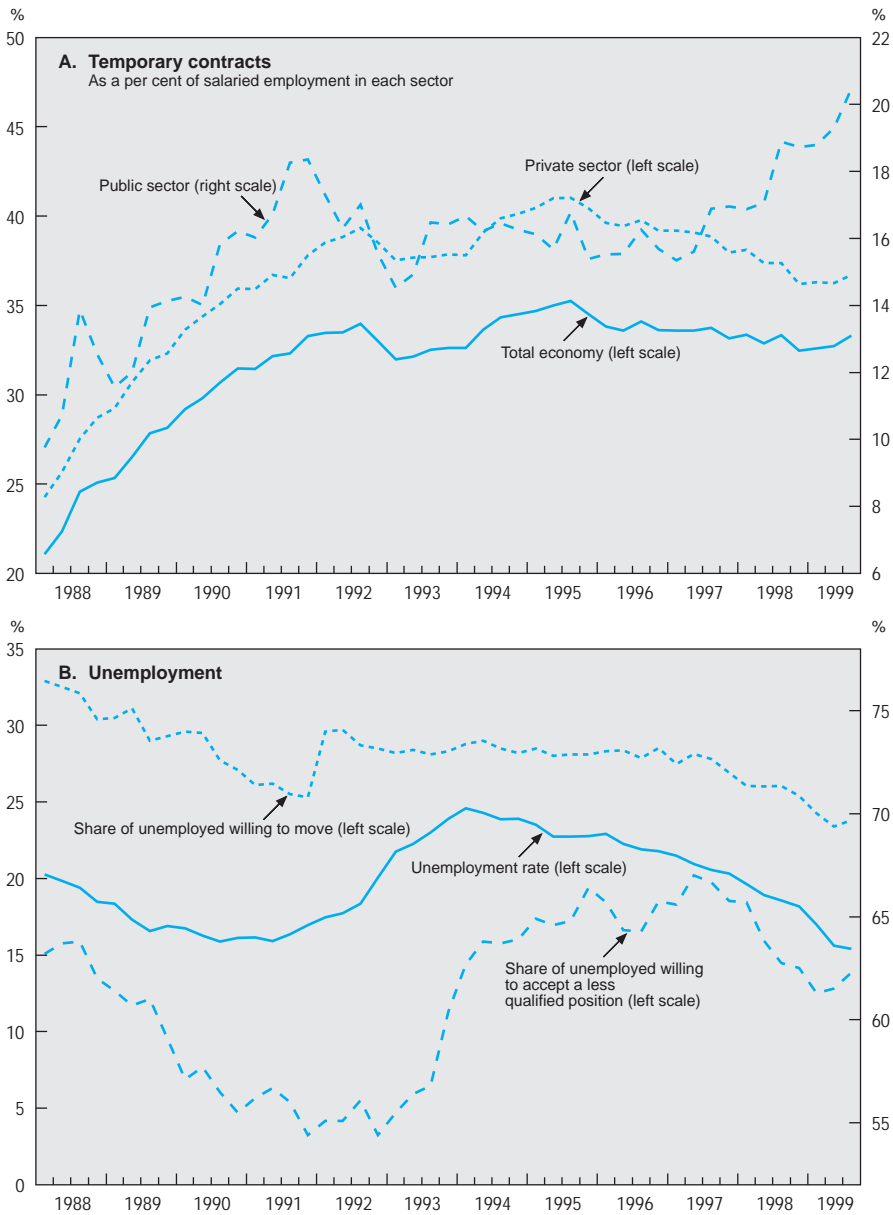 % %
A. Temporary contracts
As a per cent of salaried employment in each sector
50 22
45 20
40 18
35 16
30 14
25 12
20 10
8
6
Private sector (left scale)
Public sector (right scale)
Total economy (left scale)
1988 1989 1990 1991 1992 1993 1994 1995 1996 1997 1998 1999
% %
B. Unemployment
35
30 75
25 70
20 65
15 60
10 55
5
0
Share of unemployed willing to move (left scale)
Unemployment rate (left scale)
Share of unemployed willing
to accept a less
qualified position (left scale)
1988 1989 1990 1991 1992 1993 1994 1995 1996 1997 1998 1999